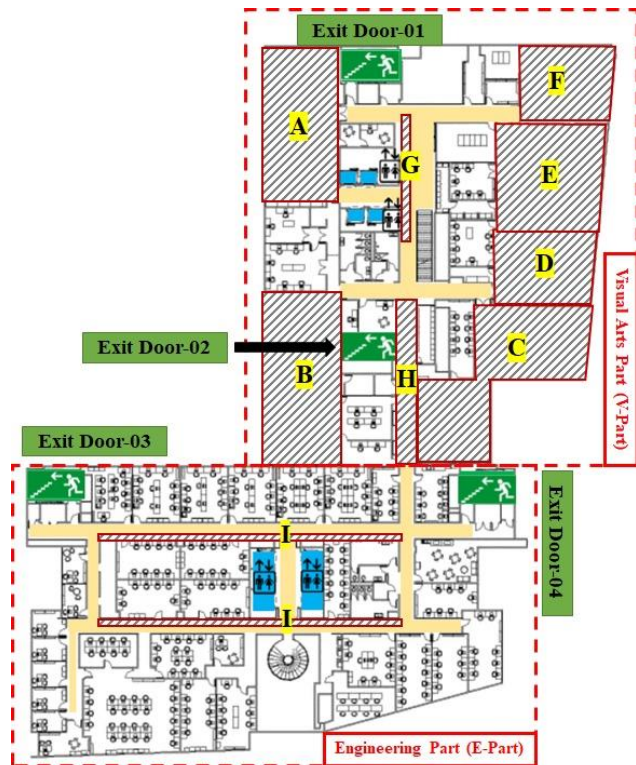 Exit Door-01
F
A
G
E
D
Exit Door-02
C
B
H
Visual Arts Part (V-Part)
Exit Door-03
Exit Door-04
I
I
Engineering Part (E-Part)